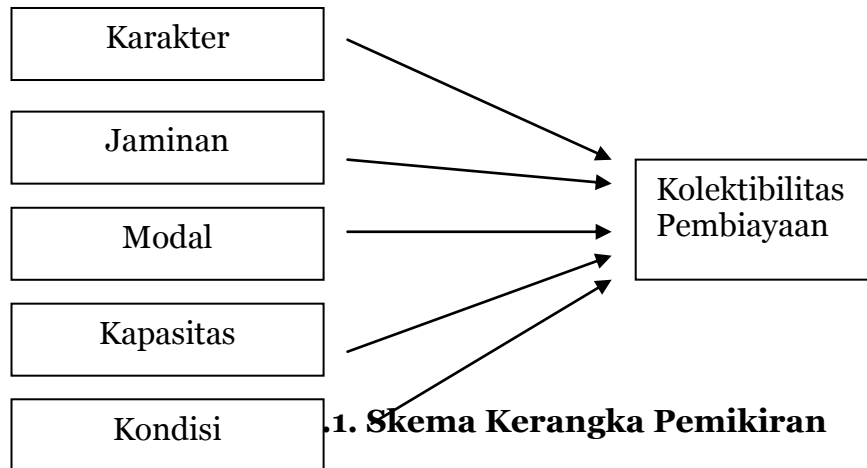 Karakter
Jaminan
Modal
Kapasitas
Kondisi
Kolektibilitas
Pembiayaan
.1. Skema Kerangka Pemikiran